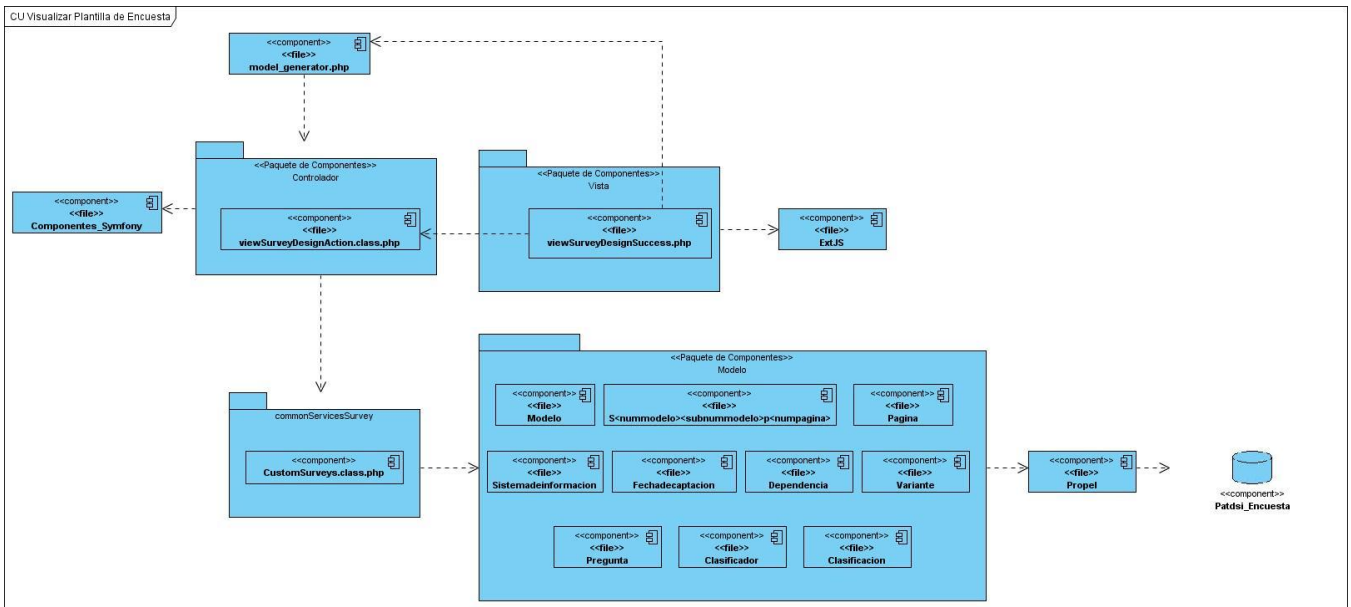 CU Visualizar Plantilla de Encuesta
<<component>>
<<file>>
model_generator.php
<<Paquete de Componentes>>
Controlador
<<component>>
<<file>>
viewSurveyDesignAction.class.php
<<Paquete de Componentes>>
Vista
<<component>>
<<file>>
viewSurveyDesignSuccess.php
<<component>>
<<file>>
Componentes_Symfony
<<component>>
<<file>>
ExtJS
commonServicesSurvey
<<component>>
CustomSurveys.class.php
<<Paquete de Componentes>>
Modelo
<<component>>
<<file>>
Modelo
<<component>>
<<file>>
S<nummodelo><subnummodelo>p<numpagina>
<<component>>
<<file>>
Pagina
<<component>>
<<file>>
Sistemadeinformacion
<<component>>
<<file>>
Fechadecaptacion
<<component>>
<<file>>
Dependencia
<<component>>
<<file>>
Variante
<<component>>
<<file>>
Pregunta
<<component>>
<<file>>
Clasificador
<<component>>
<<file>>
Clasificacion
<<component>>
<<file>>
Propel
<<component>>
Patdsi_Encuesta